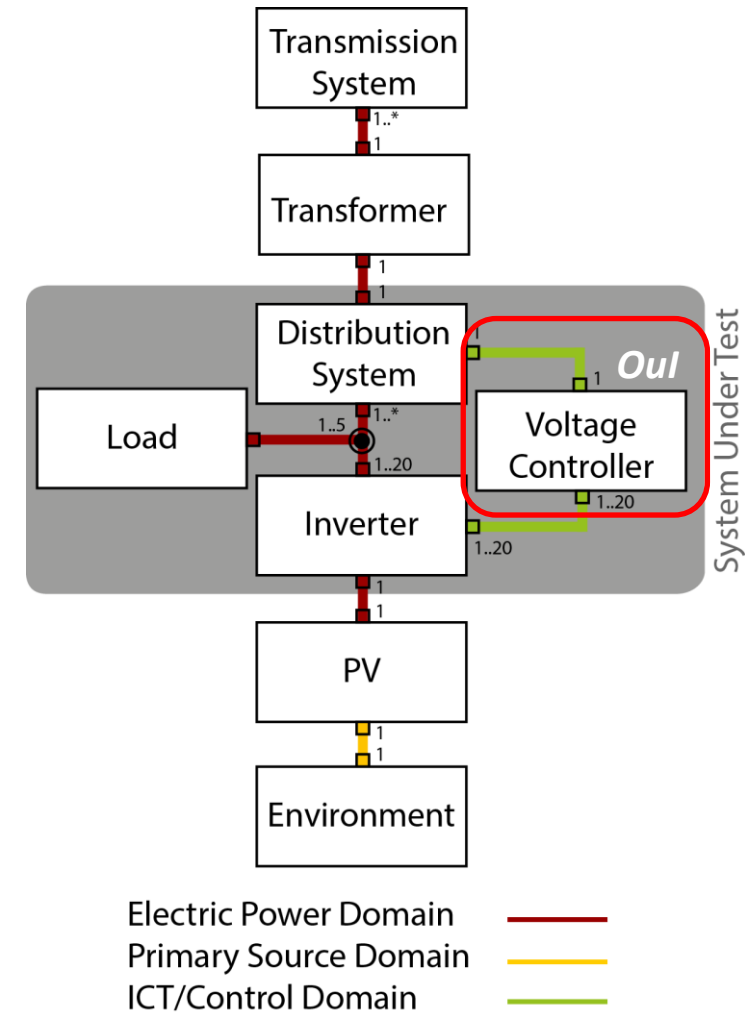 Transmission
System
1..*
1
Transformer
1
1
Distribution
System
1
OuI
1
Voltage
Controller
1..*
1..5
Load
1..20
Inverter
1..20
1..20
System Under Test
1
1
PV
1
1
Environment
Electric Power Domain
Primary Source Domain
ICT/Control Domain